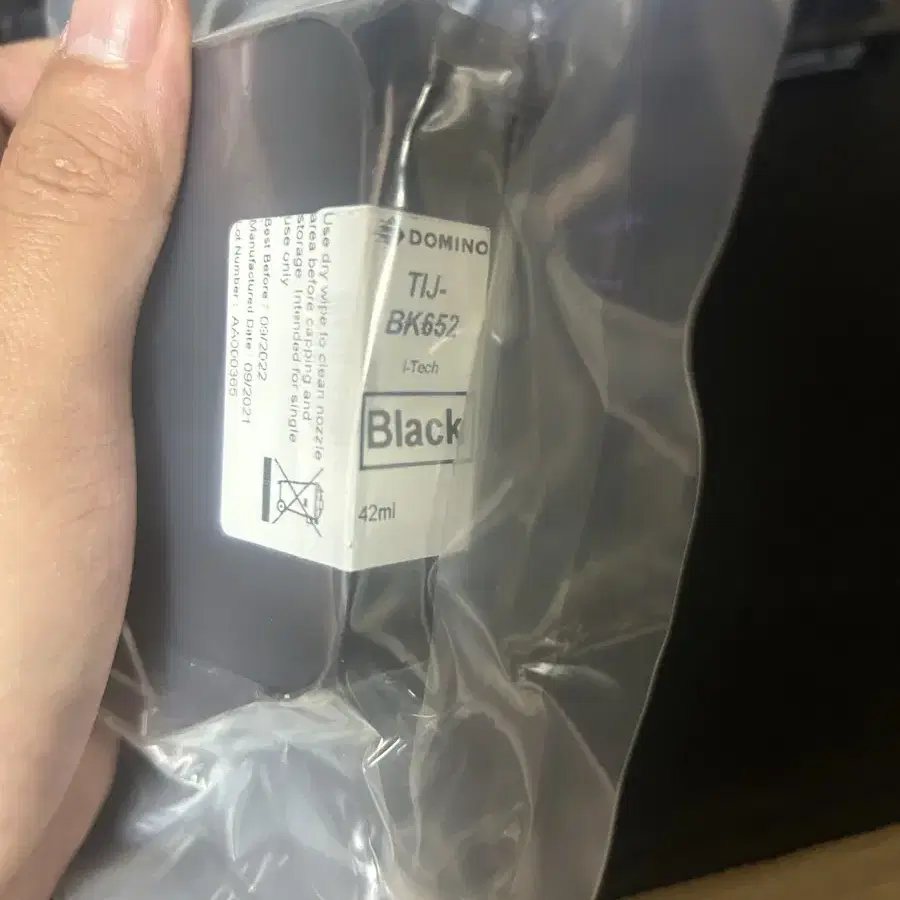 DOMINO
TIJ-
BK652
i-Tech
Black
42ml
Use dry wipe to clean nozzle
area before capping and
storage. Intended for single
use only
Best Before : 09/2022
Manufactured Date : 09/2021
Lot Number : AA000365